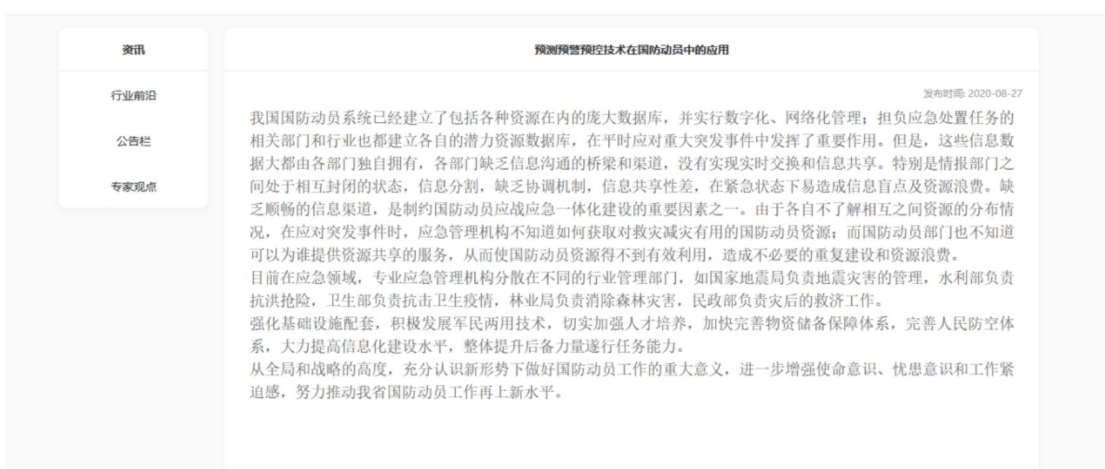 资讯
行业前沿
公告栏
专家观点
预测预警预控技术在国防动员中的应用
发布时间: 2020-08-27
我国国防动员系统已经建立了包括各种资源在内的庞大数据库，并实行数字化、网络化管理；担负应急处置任务的
相关部门和行业也都建立各自的潜力资源数据库，在平时应对重大突发事件中发挥了重要作用。但是，这些信息数
据大都由各部门独自拥有，各部门缺乏信息沟通的桥梁和渠道，没有实现实时交换和信息共享。特别是情报部门之
间处于相互封闭的状态，信息分割，缺乏协调机制，信息共享性差，在紧急状态下易造成信息盲点及资源浪费。缺
乏顺畅的信息渠道，是制约国防动员应战应急一体化建设的重要因素之一。由于各自不了解相互之间资源的分布情
况，在应对突发事件时，应急管理机构不知道如何获取对救灾减灾有用的国防动员资源；而国防动员部门也不知道
可以为谁提供资源共享的服务，从而使国防动员资源得不到有效利用，造成不必要的重复建设和资源浪费。
目前在应急领域，专业应急管理机构分散在不同的行业管理部门，如国家地震局负责地震灾害的管理，水利部负责
抗洪抢险，卫生部负责抗击卫生疫情，林业局负责消除森林灾害，民政部负责灾后的救济工作。
强化基础设施配套，积极发展军民两用技术，切实加强人才培养，加快完善物资储备保障体系，完善人民防空体
系，大力提高信息化建设水平，整体提升后备力量遂行任务能力。
从全局和战略的高度，充分认识新形势下做好国防动员工作的重大意义，进一步增强使命意识、忧患意识和工作紧
迫感，努力推动我省国防动员工作再上新水平。